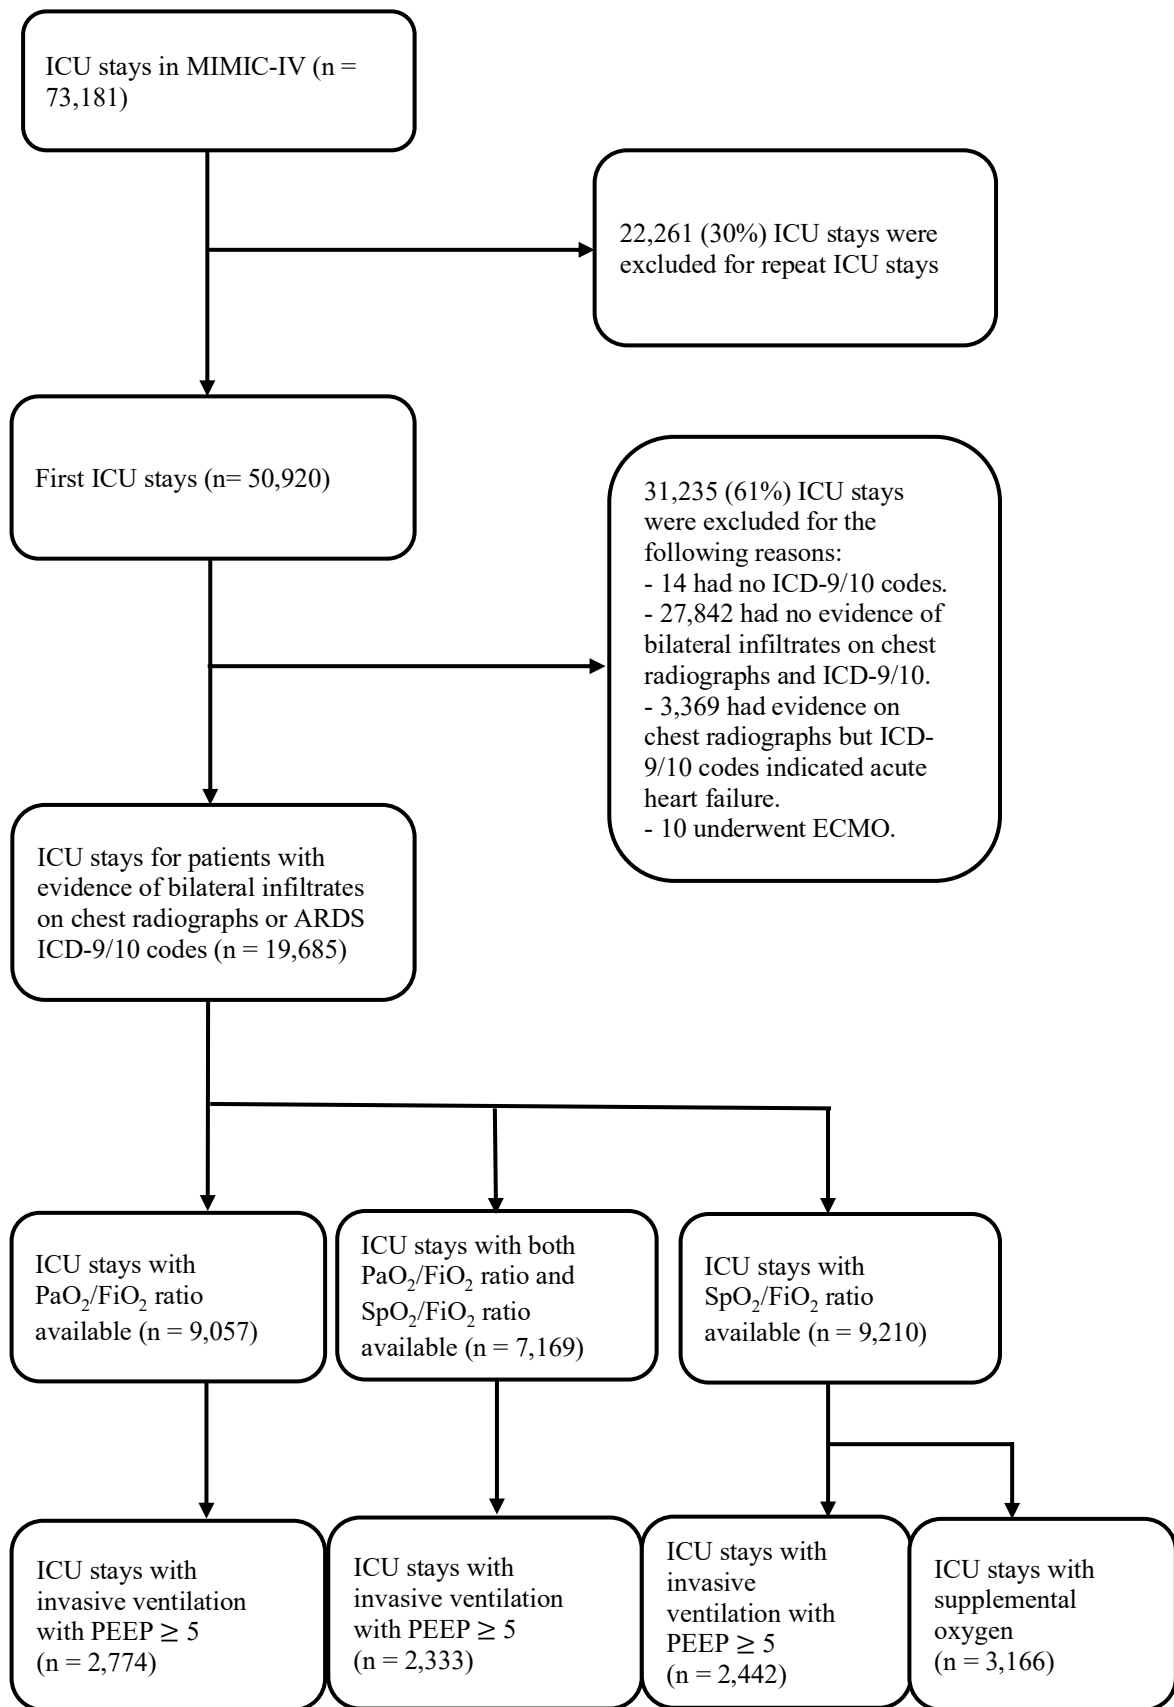 ICU stays in MIMIC-IV (n =
73,181)
22,261 (30%) ICU stays were
excluded for repeat ICU stays
First ICU stays (n= 50,920)
31,235 (61%) ICU stays
were excluded for the
following reasons:
- 14 had no ICD-9/10 codes.
- 27,842 had no evidence of
bilateral infiltrates on chest
radiographs and ICD-9/10.
- 3,369 had evidence on
chest radiographs but ICD-
9/10 codes indicated acute
heart failure.
- 10 underwent ECMO.
ICU stays for patients with
evidence of bilateral infiltrates
on chest radiographs or ARDS
ICD-9/10 codes (n = 19,685)
ICU stays with
PaO₂/FiO₂ ratio
available (n = 9,057)
ICU stays with both
PaO₂/FiO₂ ratio and
SpO₂/FiO₂ ratio
available (n = 7,169)
ICU stays with
SpO₂/FiO₂ ratio
available (n = 9,210)
ICU stays with
invasive ventilation
with PEEP ≥ 5
(n = 2,774)
ICU stays with
invasive ventilation
with PEEP ≥ 5
(n = 2,333)
ICU stays with
invasive
ventilation with
PEEP ≥ 5
(n = 2,442)
ICU stays with
supplemental
oxygen
(n = 3,166)